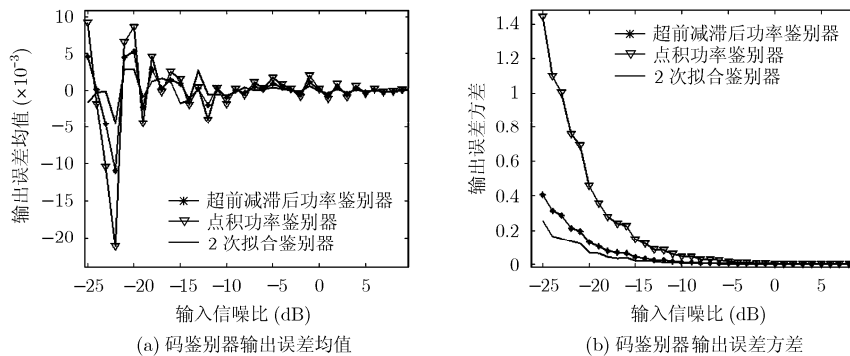 10
5
0
−5
−10
−15
−20
−25
−20
−15
−10
−5
0
5
输出误差均值 (×10⁻³)
超前减滞后功率鉴别器
点积功率鉴别器
2 次拟合鉴别器
输入信噪比 (dB)
(a) 码鉴别器输出误差均值
1.4
1.2
1
0.8
0.6
0.4
0.2
0
−25
−20
−15
−10
−5
0
5
输出误差方差
超前减滞后功率鉴别器
点积功率鉴别器
2 次拟合鉴别器
输入信噪比 (dB)
(b) 码鉴别器输出误差方差